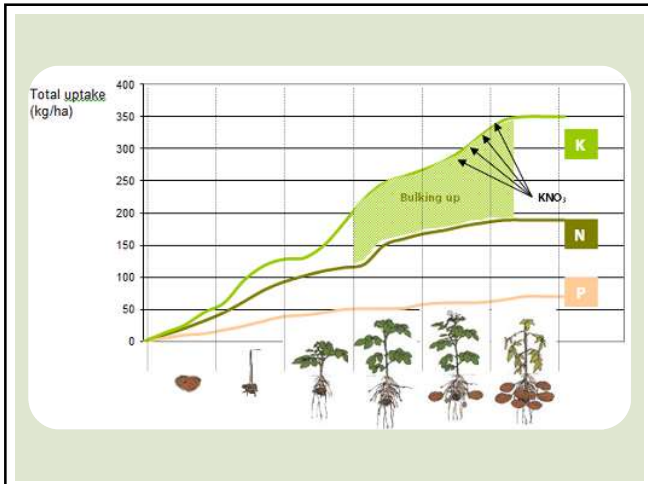 Total uptake
(kg/ha)
400
350
300
250
200
150
100
50
0
K
Bulking up
KNO₃
N
P